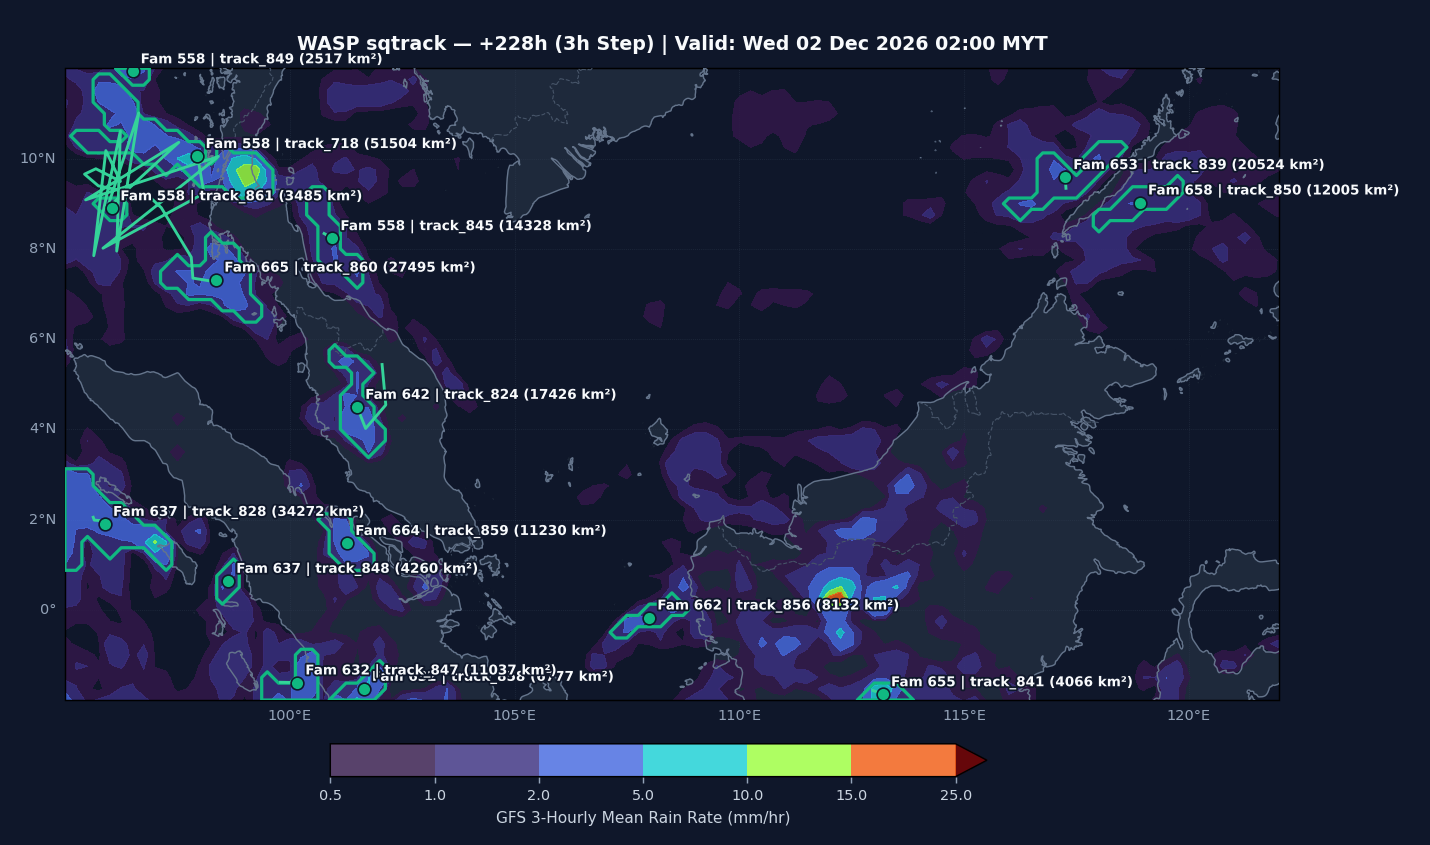 WASP sqtrack — +228h (3h Step) | Valid: Wed 02 Dec 2026 02:00 MYT
Fam 558 | track_849 (2517 km²)
Fam 558 | track_718 (51504 km²)
Fam 653 | track_839 (20524 km²)
Fam 558 | track_861 (3485 km²)
Fam 658 | track_850 (12005 km²)
Fam 558 | track_845 (14328 km²)
Fam 665 | track_860 (27495 km²)
Fam 642 | track_824 (17426 km²)
Fam 637 | track_828 (34272 km²)
Fam 664 | track_859 (11230 km²)
Fam 637 | track_848 (4260 km²)
Fam 662 | track_856 (8132 km²)
Fam 632 | track_847 (11037 km²)
km²)
Fam 655 | track_841 (4066 km²)
10°N
8°N
6°N
4°N
2°N
0°
100°E 105°E 110°E 115°E 120°E
0.5 1.0 2.0 5.0 10.0 15.0 25.0
GFS 3-Hourly Mean Rain Rate (mm/hr)